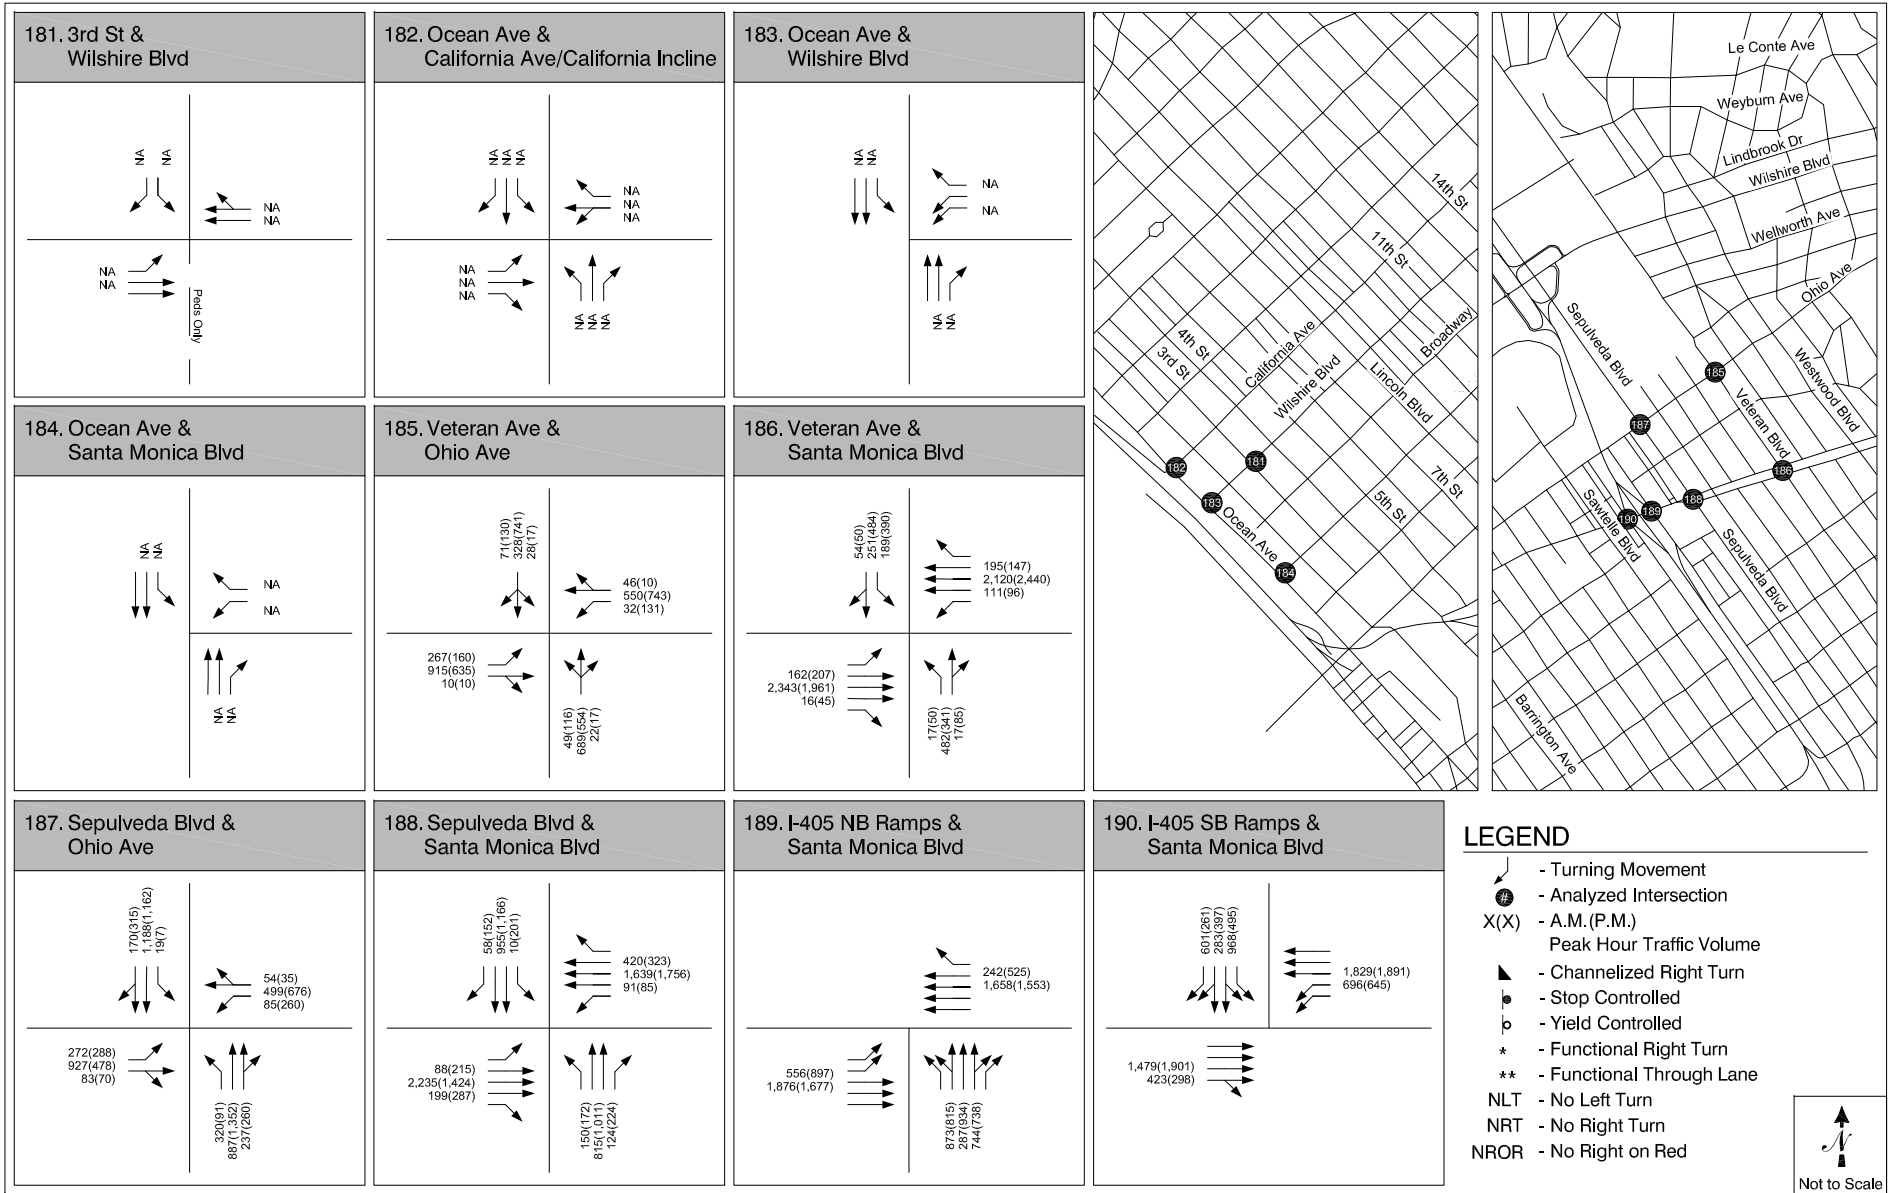 181. 3rd St &
Wilshire Blvd
NA
NA
NA
NA
NA
NA
Peds Only
182. Ocean Ave &
California Ave/California Incline
NA
NA
NA
NA
NA
NA
NA
NA
NA
NA
NA
NA
183. Ocean Ave &
Wilshire Blvd
NA
NA
NA
NA
NA
NA
184. Ocean Ave &
Santa Monica Blvd
NA
NA
NA
NA
NA
NA
185. Veteran Ave &
Ohio Ave
71(130)
328(741)
28(17)
46(10)
550(743)
32(131)
267(160)
915(635)
10(10)
49(116)
689(554)
22(17)
186. Veteran Ave &
Santa Monica Blvd
54(50)
251(484)
189(390)
195(147)
2,120(2,440)
111(96)
162(207)
2,343(1,961)
16(45)
17(50)
482(341)
17(85)
187. Sepulveda Blvd &
Ohio Ave
170(315)
1,188(1,162)
19(7)
54(35)
499(676)
85(260)
272(288)
927(478)
83(70)
320(91)
887(1,352)
237(260)
188. Sepulveda Blvd &
Santa Monica Blvd
58(152)
955(1,166)
10(201)
420(323)
1,639(1,756)
91(85)
88(215)
2,235(1,424)
199(287)
150(172)
815(1,011)
124(224)
189. I-405 NB Ramps &
Santa Monica Blvd
242(525)
1,658(1,553)
556(897)
1,876(1,677)
873(815)
287(934)
744(738)
190. I-405 SB Ramps &
Santa Monica Blvd
601(261)
283(397)
968(495)
1,829(1,891)
696(645)
1,479(1,901)
423(298)
14th St
11th St
Broadway
4th St
3rd St
California Ave
Wilshire Blvd
Lincoln Blvd
7th St
5th St
Ocean Ave
181
182
183
184
Le Conte Ave
Weyburn Ave
Lindbrook Dr
Wilshire Blvd
Wellworth Ave
Ohio Ave
Sepulveda Blvd
Westwood Blvd
Veteran Blvd
Sawtelle Blvd
Sepulveda Blvd
Barrington Ave
185
187
186
188
189
190
LEGEND
- Turning Movement
# - Analyzed Intersection
X(X) - A.M.(P.M.)
Peak Hour Traffic Volume
- Channelized Right Turn
- Stop Controlled
- Yield Controlled
* - Functional Right Turn
** - Functional Through Lane
NLT - No Left Turn
NRT - No Right Turn
NROR - No Right on Red
N
Not to Scale